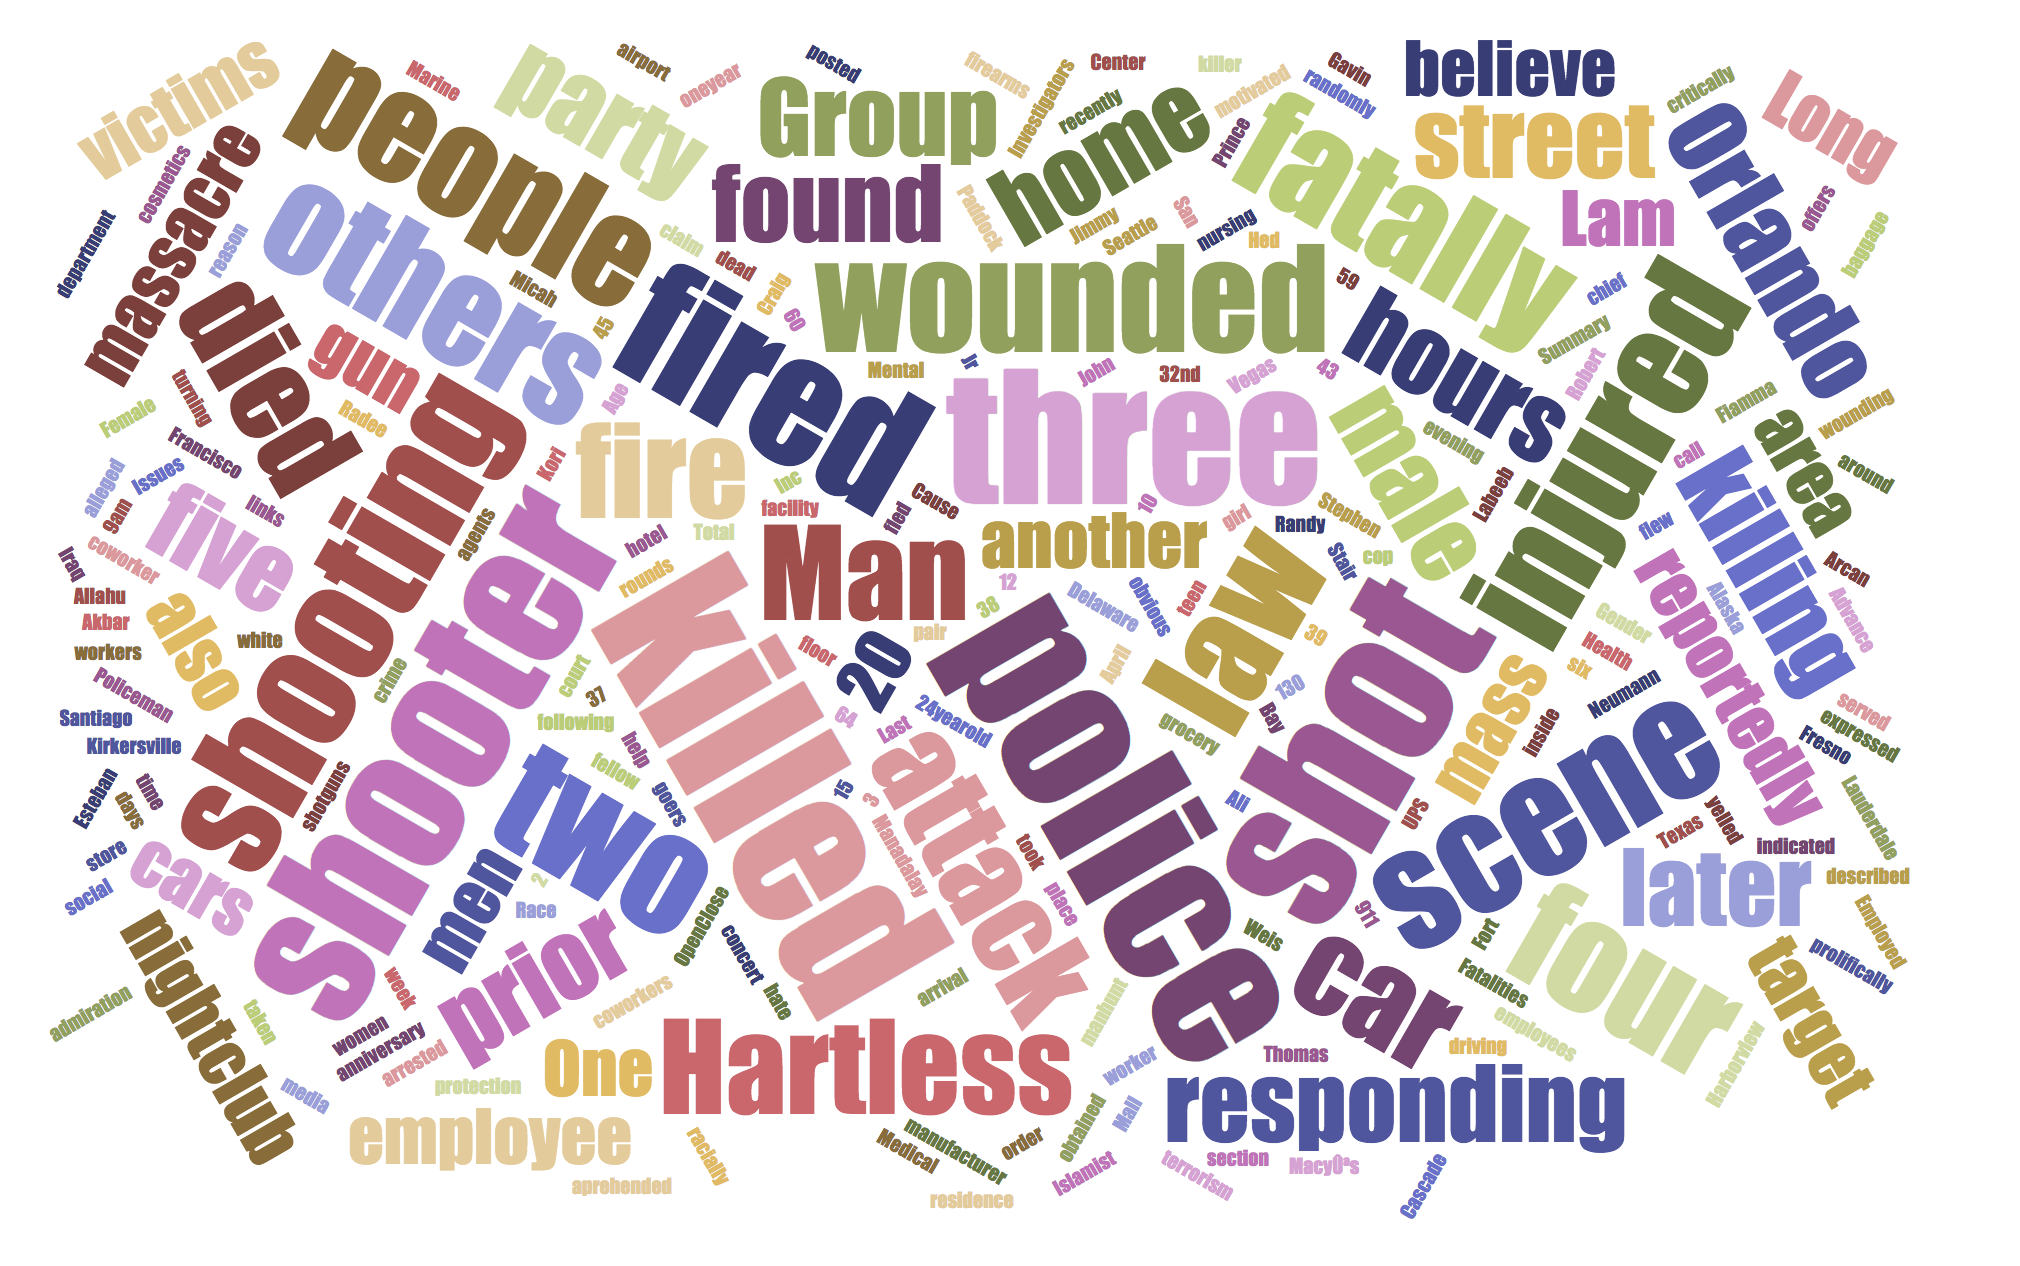 victims
people
Marine
party
airport
oneyear
posted
Group
firearms
Investigators
Center
recently
killer
motivated
randomly
Gavin
believe
critically
Long
massacre
cosmetics
department
reason
others
Micah
claim
dead
Craig
60
45
found
Paddock
home
Jimmy
Seattle
San
Prince
nursing
Hed
fatally
street
Lam
Orlando
offers
baggage
died
gun
turning
Radee
Female
Francisco
Age
fired
wounded
Mental
Jr
John
32nd
Vegas
43
59
hours
chief
Summary
Robert
injured
Flamma
area
wounding
around
alleged
Issues
9am
links
five
coworker
Iraq
Allahu
Akbar
workers
also
white
shooting
agents
Kori
fire
Inc
facility
Total
fled
Cause
three
10
girl
Randy
Stephen
male
evening
Labeeb
call
killing
flew
Arcan
Policeman
Santiago
Kirkersville
Esteban
time
days
store
social
cars
crime
shotguns
shooter
hotel
rounds
court
37
following
help
fellow
goers
killed
Man
another
12
38
pair
floor
20
64
Last
24yearold
Delaware
obvious
teen
April
law
Stair
cop
39
130
Bay
grocery
shot
Gender
Health
six
Neumann
mass
inside
reportedly
Alaska
Advance
served
expressed
Fresno
Lauderdale
two
men
2
Race
Openclose
concert
hate
15
3
Manadalay
attack
took
place
police
Ali
Weis
911
UPS
scene
Texas
yelled
indicated
described
later
Employed
prolifically
nightclub
admiration
taken
week
women
anniversary
arrested
prior
coworkers
media
protection
One
Hartless
arrival
manhunt
car
Thomas
driving
Fort
Fatalities
employees
four
Harborview
target
employee
aprehended
racially
Medical
manufacturer
order
residence
obtained
Islamist
worker
Mall
responding
terrorism
section
MacyÛªs
Cascade